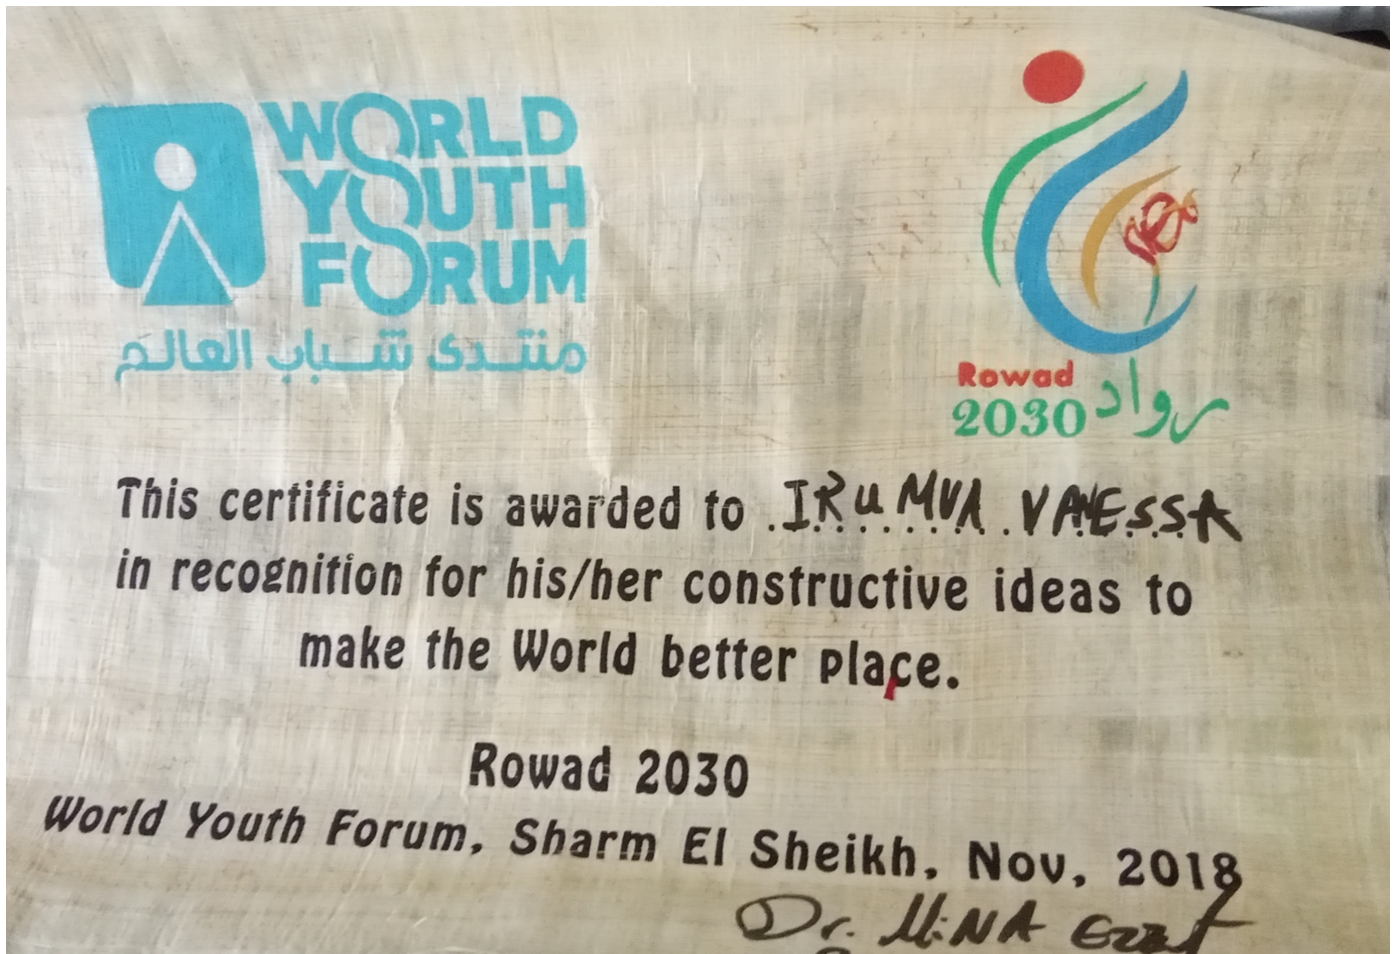 WORLD
YOUTH
FORUM
منتدى شباب العالم
Rowad
2030 رواد
This certificate is awarded to IRUMVA VANESSA
in recognition for his/her constructive ideas to
make the World better place.
Rowad 2030
World Youth Forum, Sharm El Sheikh, Nov, 2018
Dr. MiNA Ezzat